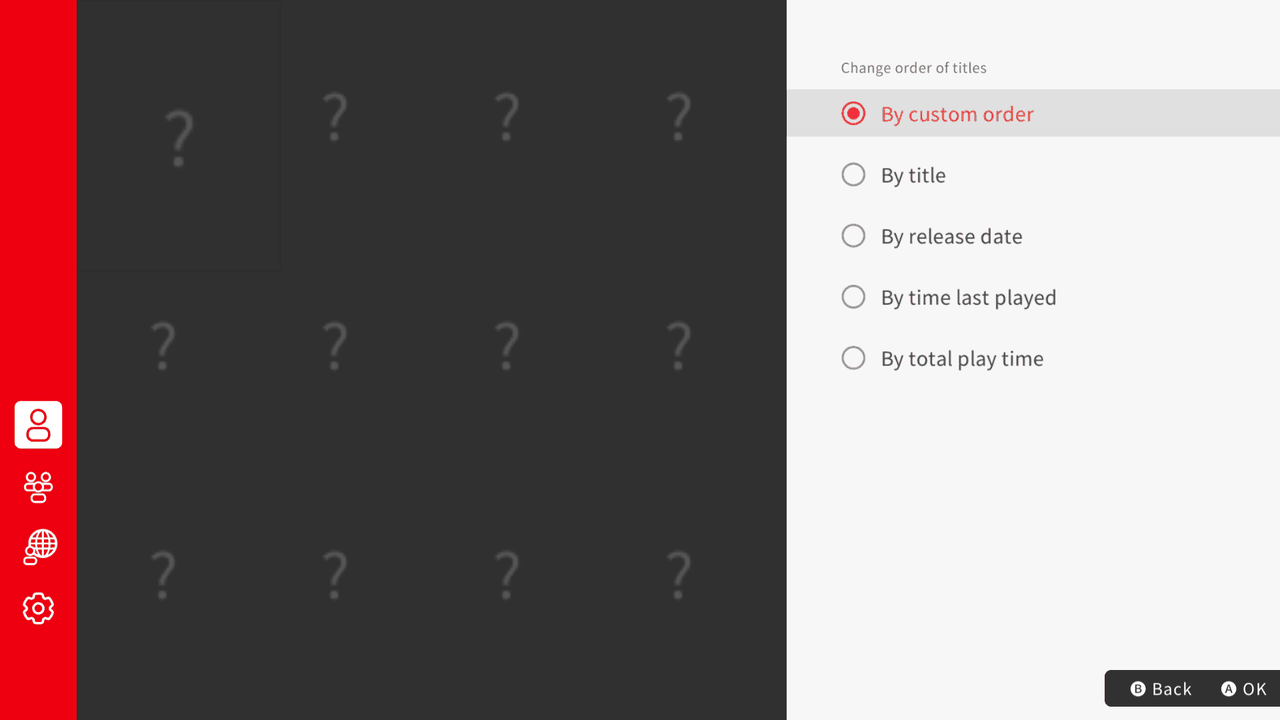 ? ? ? ?
? ? ? ?
? ? ? ?
Change order of titles
By custom order
By title
By release date
By time last played
By total play time
B Back A OK